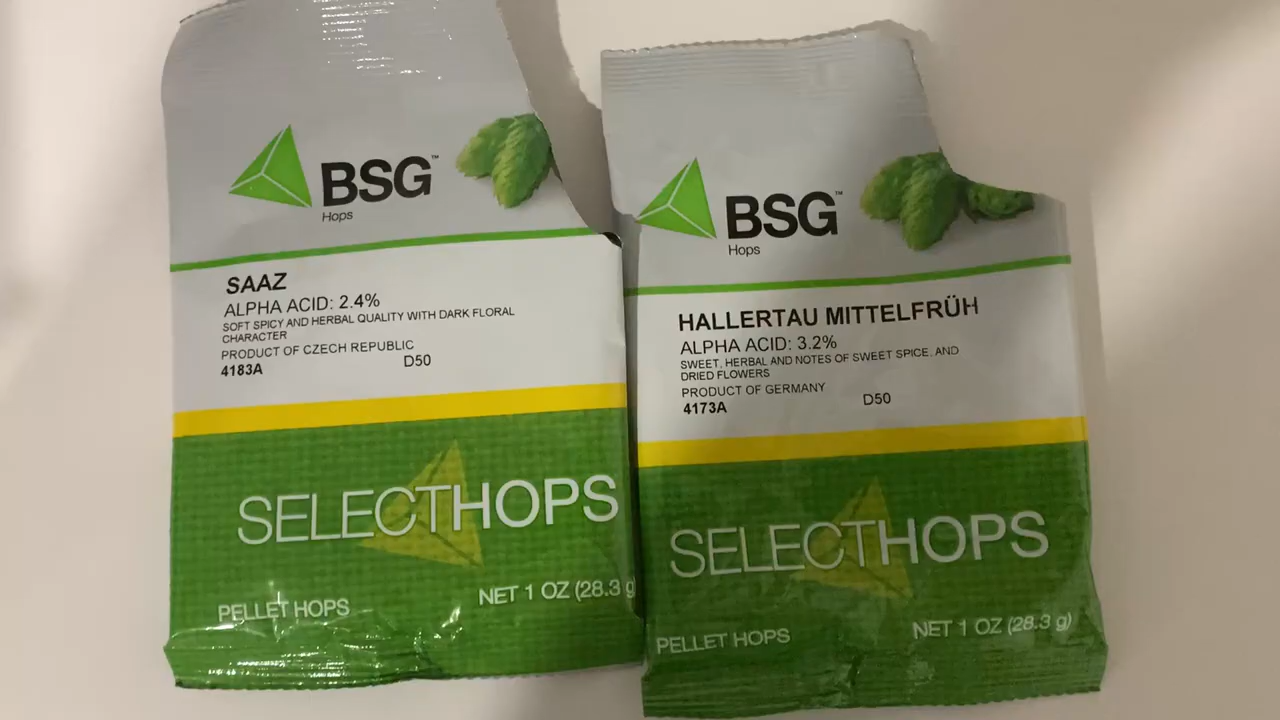 BSG™
Hops
SAAZ
ALPHA ACID: 2.4%
SOFT SPICY AND HERBAL QUALITY WITH DARK FLORAL
CHARACTER
PRODUCT OF CZECH REPUBLIC
4183A D50
SELECTHOPS
PELLET HOPS NET 1 OZ (28.3 g
BSG™
Hops
HALLERTAU MITTELFRÜH
ALPHA ACID: 3.2%
SWEET, HERBAL AND NOTES OF SWEET SPICE, AND
DRIED FLOWERS
PRODUCT OF GERMANY
4173A D50
SELECTHOPS
PELLET HOPS NET 1 OZ (28.3 g)